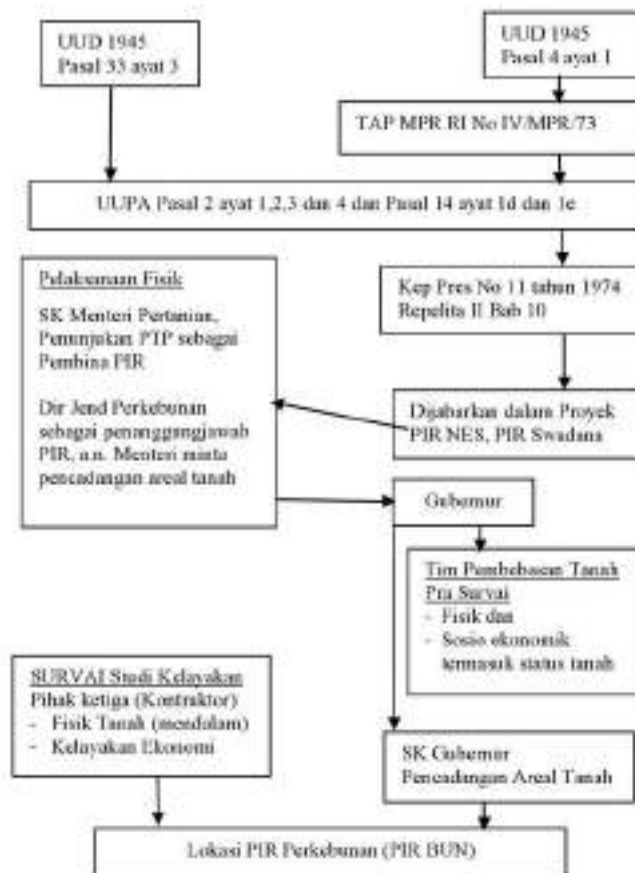 UUD 1945
Pasal 33 ayat 3
UUD 1945
Pasal 4 ayat 1
TAP MPR RI No IV/MPR/73
UUPA Pasal 2 ayat 1,2,3 dan 4 dan Pasal 14 ayat 1d dan 1e
Pelaksanaan Fisik
SK Menteri Pertanian,
Penunjukan PTP sebagai
Pembina PIR
Dir Jend Perkebunan
sebagai penanggungjawab
PIR, a.n. Menteri minta
pencadangan areal tanah
Kep Pres No 11 tahun 1974
Repelita II Bab 10
Dijabarkan dalam Proyek
PIR NES, PIR Swadana
Gubernur
Tim Pembebasan Tanah
Pra Survai
- Fisik dan
- Sosio ekonomik
termasuk status tanah
SURVAI Studi Kelayakan
Pihak ketiga (Kontraktor)
- Fisik Tanah (mendalam)
- Kelayakan Ekonomi
SK Gubernur
Pencadangan Areal Tanah
Lokasi PIR Perkebunan (PIR BUN)